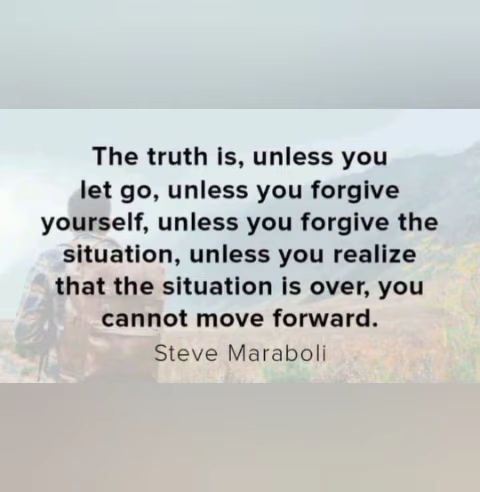 The truth is, unless you
let go, unless you forgive
yourself, unless you forgive the
situation, unless you realize
that the situation is over, you
cannot move forward.
Steve Maraboli